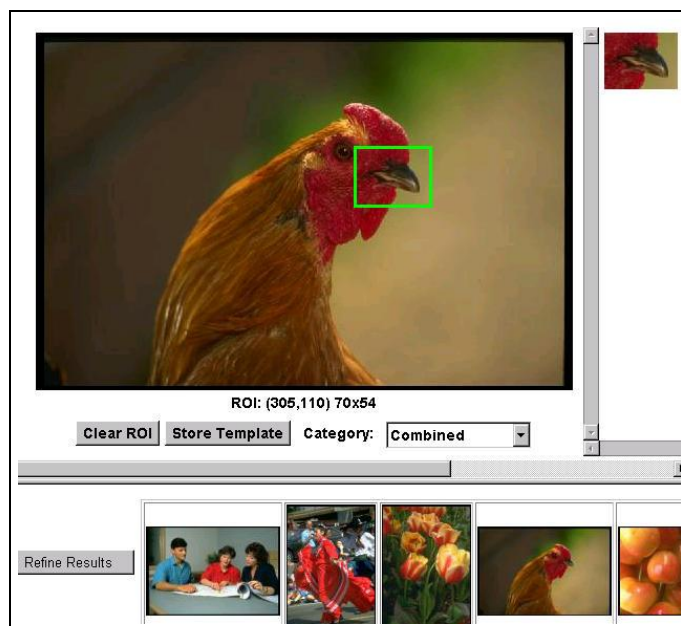 ROI: (305,110) 70x54
Clear ROI Store Template Category: Combined
Refine Results